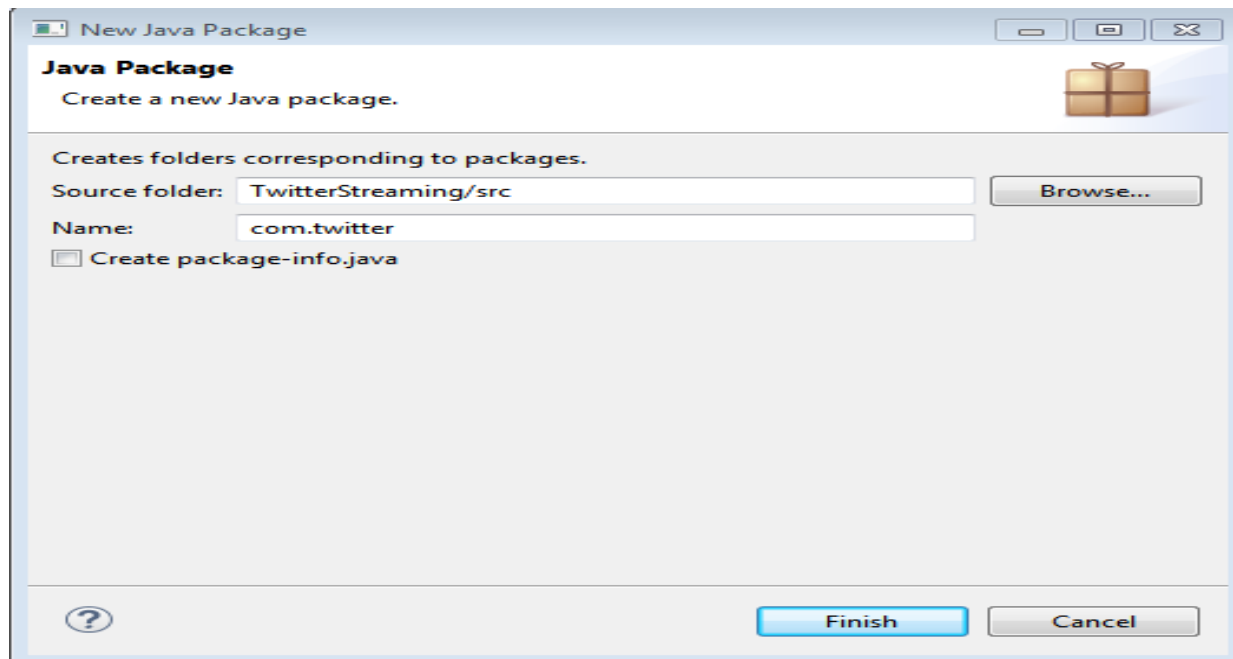 New Java Package
Java Package
Create a new Java package.
Creates folders corresponding to packages.
Source folder: TwitterStreaming/src Browse...
Name: com.twitter
Create package-info.java
? Finish Cancel